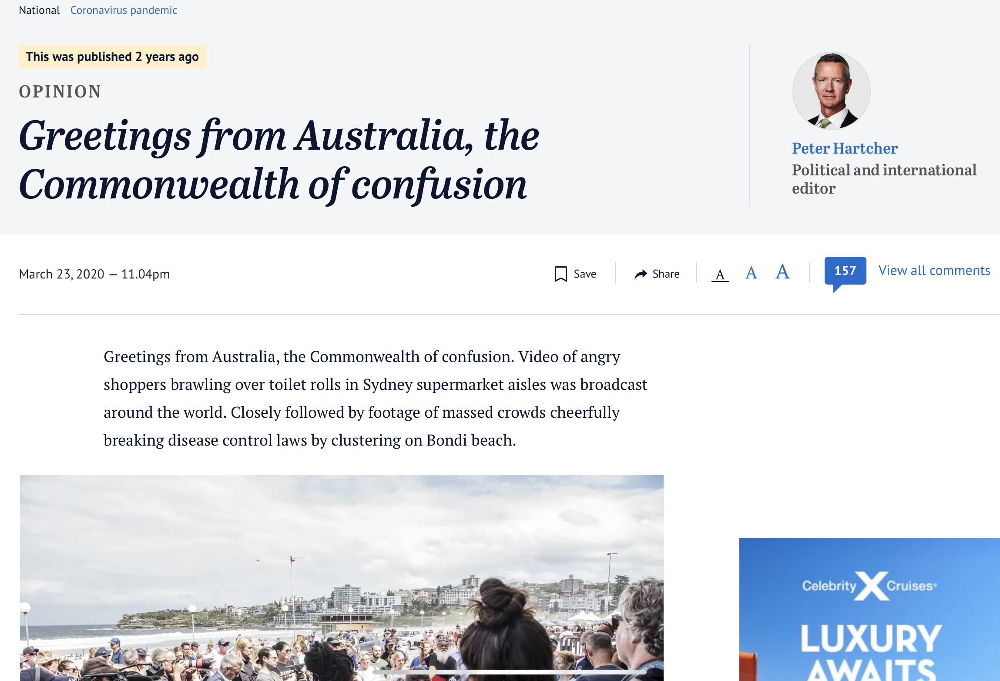 National Coronavirus pandemic
This was published 2 years ago
OPINION
Greetings from Australia, the
Commonwealth of confusion
Peter Hartcher
Political and international
editor
March 23, 2020 — 11.04pm
Save
Share
A A A
157
View all comments
Greetings from Australia, the Commonwealth of confusion. Video of angry
shoppers brawling over toilet rolls in Sydney supermarket aisles was broadcast
around the world. Closely followed by footage of massed crowds cheerfully
breaking disease control laws by clustering on Bondi beach.
Celebrity X Cruises®
LUXURY
AWAITS